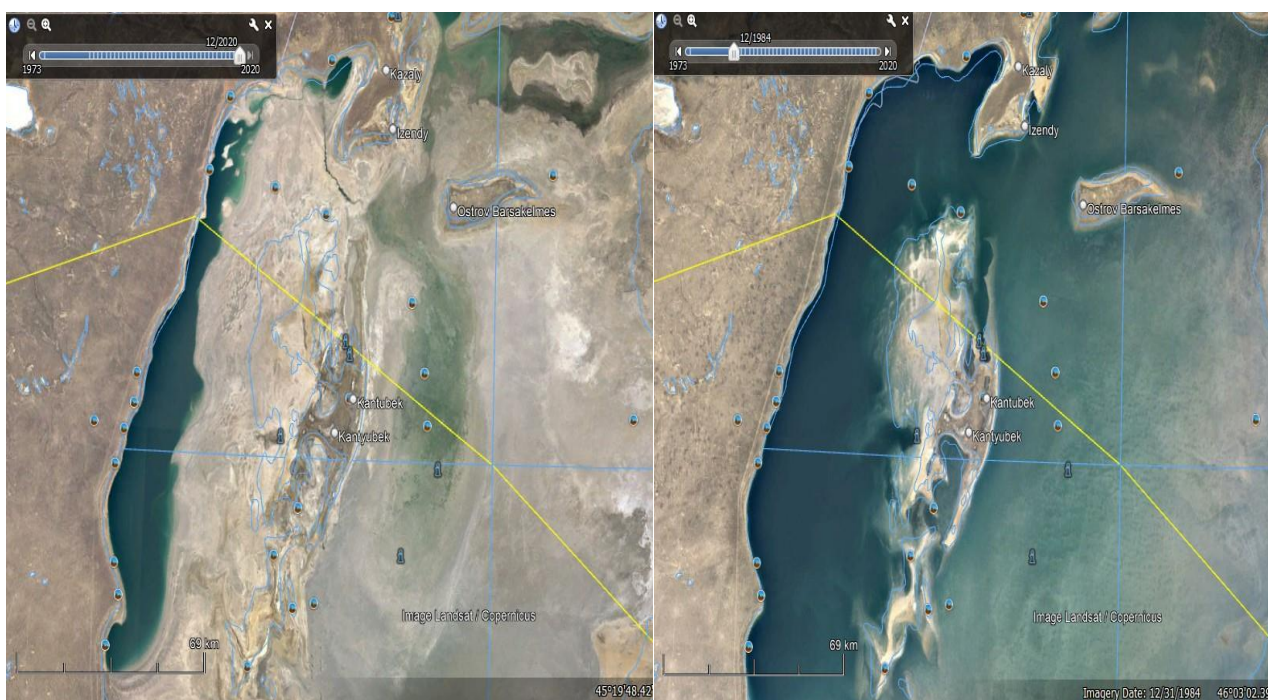 12/2020
1973
2020
Kazaly
Izendy
Ostrov Barsakelmes
Kantubek
Kantyubek
Image Landsat / Copernicus
69 km
45°19'48.42"
12/1984
1973
2020
Kazaly
Izendy
Ostrov Barsakelmes
Kantubek
Kantyubek
Image Landsat / Copernicus
69 km
Imagery Date: 12/31/1984 46°03'02.3